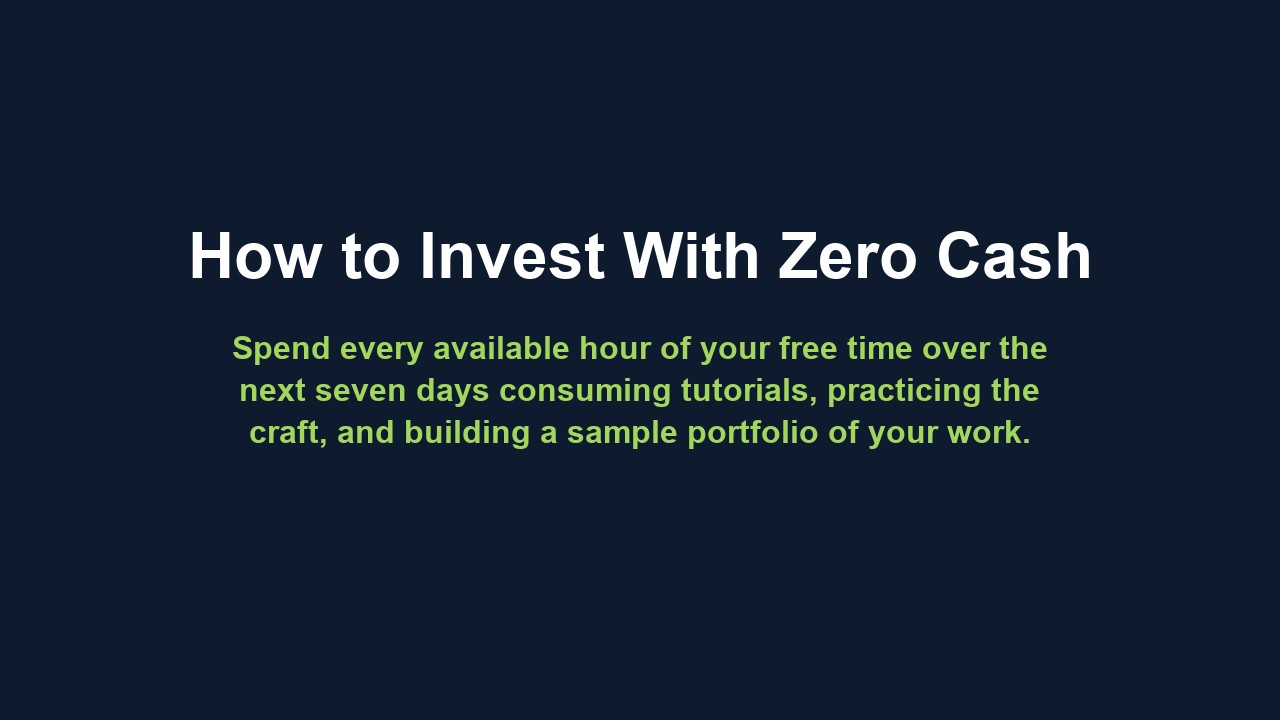 How to Invest With Zero Cash
Spend every available hour of your free time over the
next seven days consuming tutorials, practicing the
craft, and building a sample portfolio of your work.